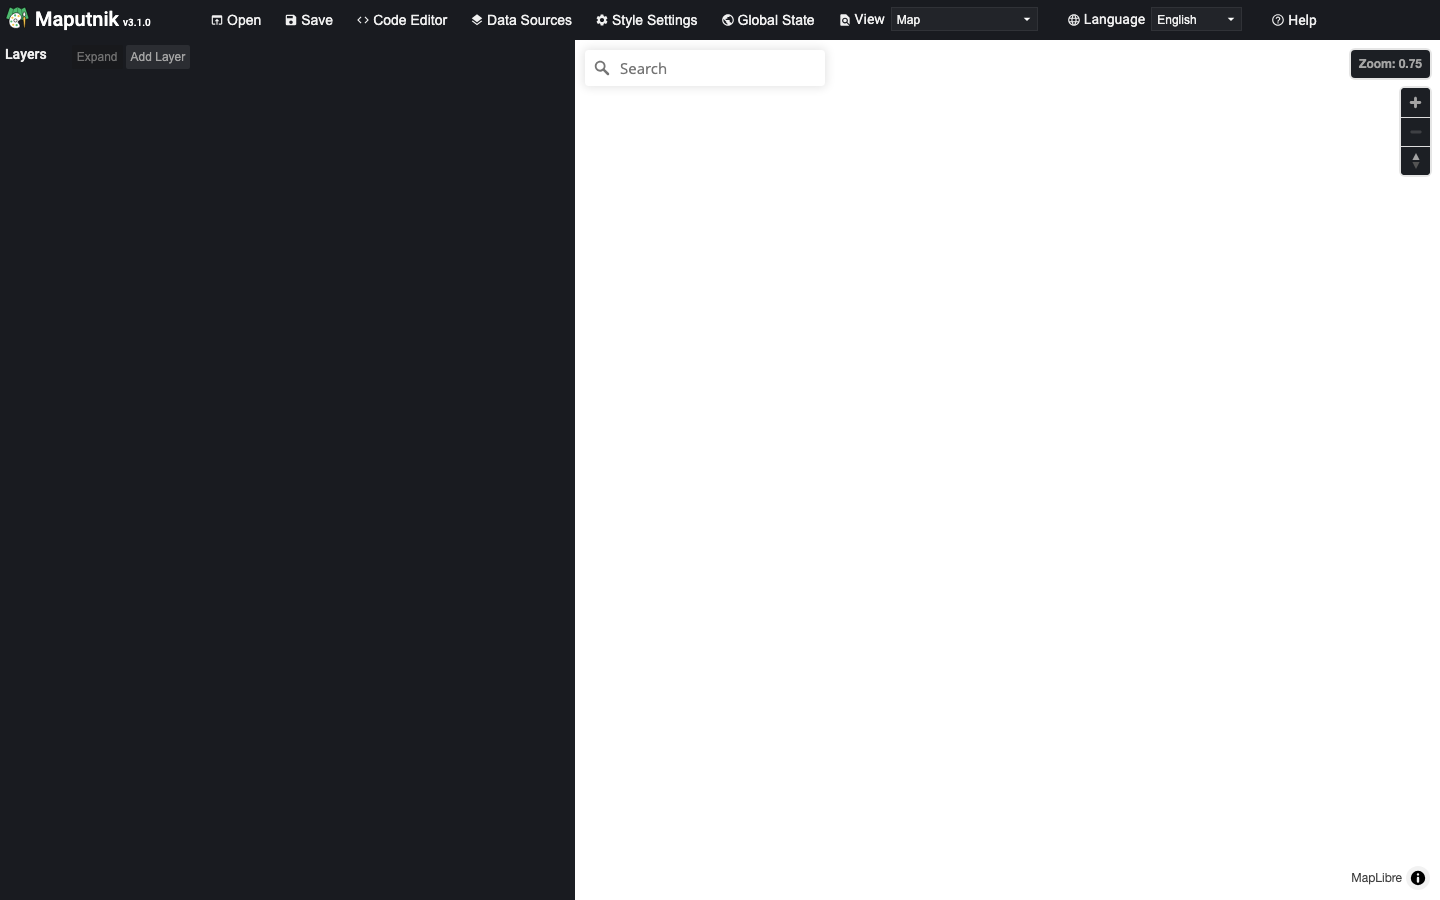 Maputnik v3.1.0
Open
Save
Code Editor
Data Sources
Style Settings
Global State
View
Map
Language
English
Help
Layers
Expand
Add Layer
Search
Zoom: 0.75
MapLibre